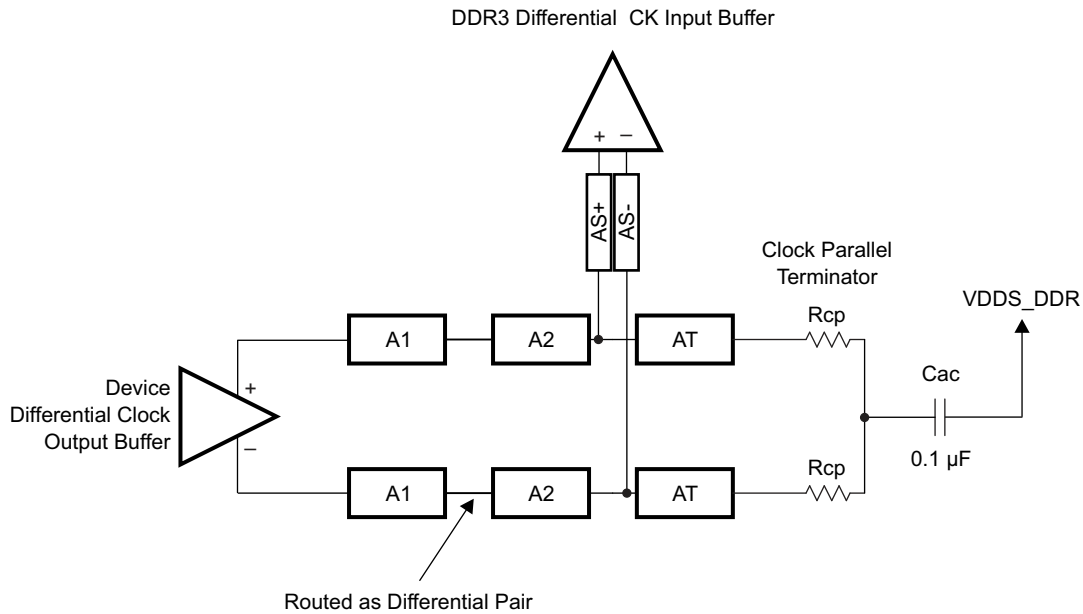 DDR3 Differential CK Input Buffer
+ −
AS+
AS-
Clock Parallel
Terminator
Rcp
VDDS_DDR
A1
A2
AT
Cac
Device
Differential Clock
Output Buffer
+
−
0.1 µF
Rcp
A1
A2
AT
Routed as Differential Pair